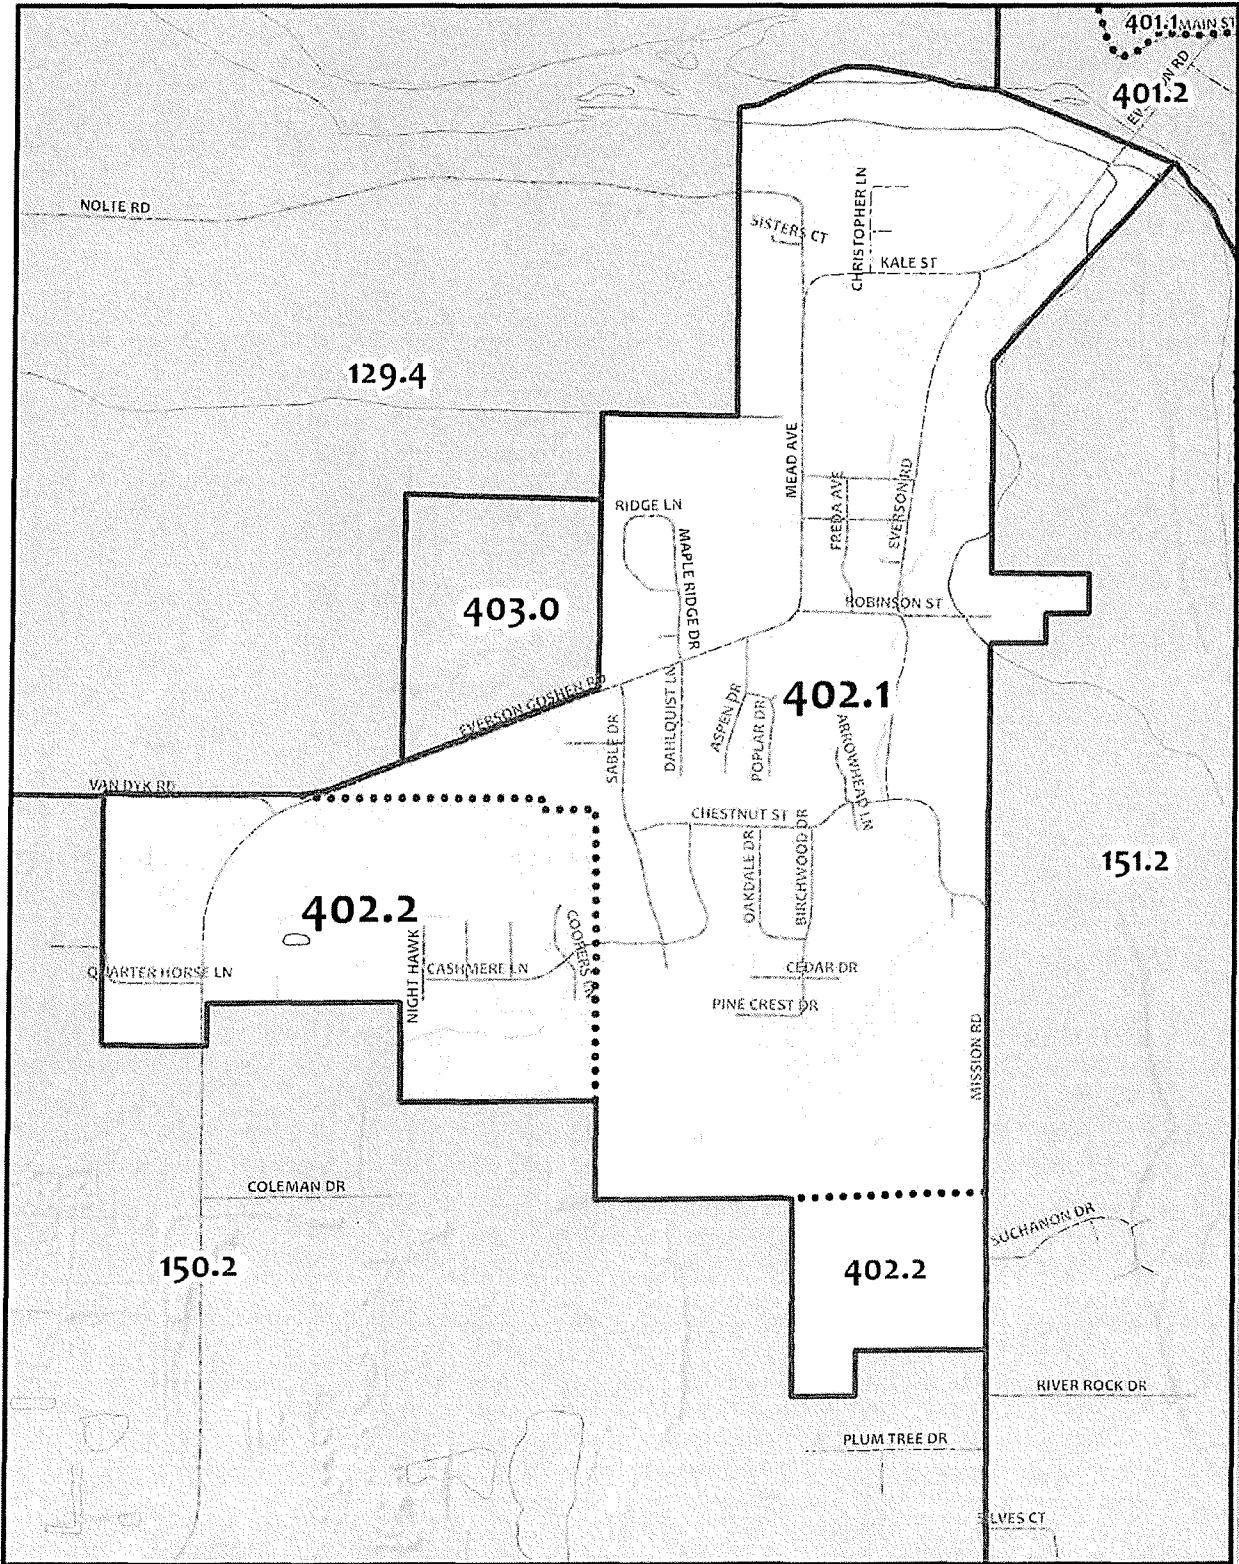 401.1
MAIN ST
401.2
NOLTE RD
SISTERS CT
CHRISTOPHER LN
KALE ST
129.4
MEAD AVE
FREDA AVE
EVERSON RD
RIDGE LN
MAPLE RIDGE DR
403.0
ROBINSON ST
402.1
EVERSON GOSHEN RD
SABLE DR
DAHLQUIST LN
ASPEN DR
POPLAR DR
ARROWHEAD LN
VAN DYK RD
CHESTNUT ST
OAKDALE DR
BIRCHWOOD DR
151.2
402.2
QUARTER HORSE LN
NIGHT HAWK
CASHMERE LN
CEDAR DR
PINE CREST DR
MISSION RD
COLEMAN DR
SUCHANON DR
150.2
402.2
RIVER ROCK DR
PLUM TREE DR